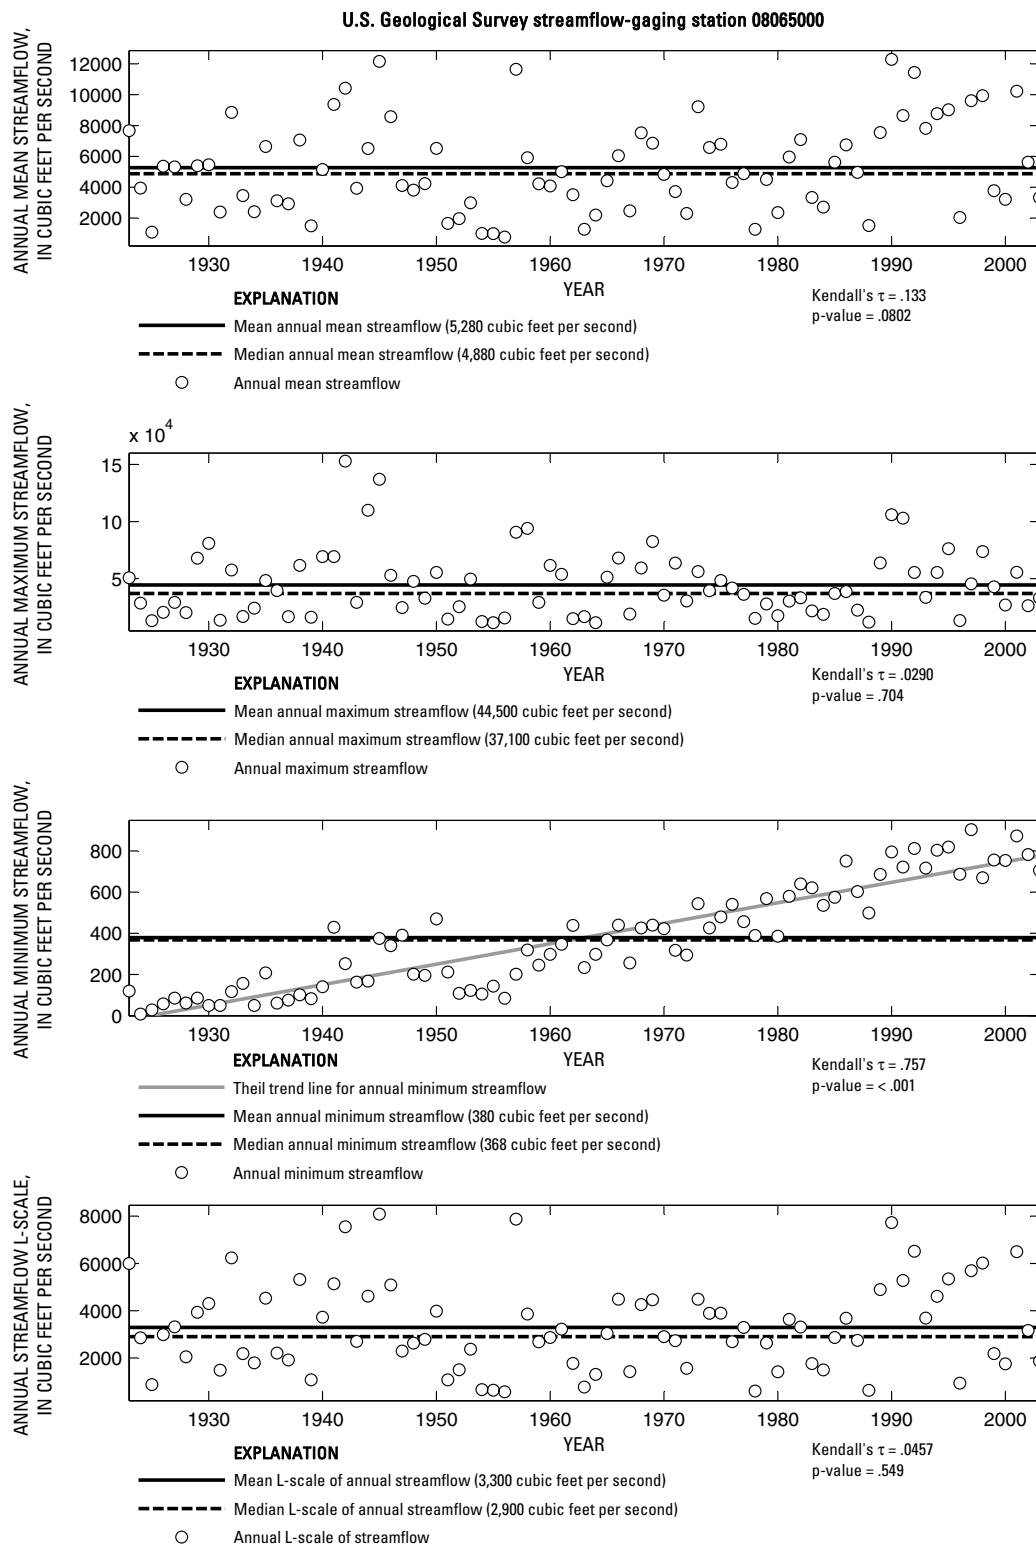 U.S. Geological Survey streamflow-gaging station 08065000
ANNUAL MEAN STREAMFLOW,
IN CUBIC FEET PER SECOND
12000
10000
8000
6000
4000
2000
1930 1940 1950 1960 1970 1980 1990 2000
YEAR
EXPLANATION
Mean annual mean streamflow (5,280 cubic feet per second)
Median annual mean streamflow (4,880 cubic feet per second)
Annual mean streamflow
Kendall's τ = .133
p-value = .0802
ANNUAL MAXIMUM STREAMFLOW,
IN CUBIC FEET PER SECOND
x 10^4
15
10
5
1930 1940 1950 1960 1970 1980 1990 2000
YEAR
EXPLANATION
Mean annual maximum streamflow (44,500 cubic feet per second)
Median annual maximum streamflow (37,100 cubic feet per second)
Annual maximum streamflow
Kendall's τ = .0290
p-value = .704
ANNUAL MINIMUM STREAMFLOW,
IN CUBIC FEET PER SECOND
800
600
400
200
0
1930 1940 1950 1960 1970 1980 1990 2000
YEAR
EXPLANATION
Theil trend line for annual minimum streamflow
Mean annual minimum streamflow (380 cubic feet per second)
Median annual minimum streamflow (368 cubic feet per second)
Annual minimum streamflow
Kendall's τ = .757
p-value = < .001
ANNUAL STREAMFLOW L-SCALE,
IN CUBIC FEET PER SECOND
8000
6000
4000
2000
1930 1940 1950 1960 1970 1980 1990 2000
YEAR
EXPLANATION
Mean L-scale of annual streamflow (3,300 cubic feet per second)
Median L-scale of annual streamflow (2,900 cubic feet per second)
Annual L-scale of streamflow
Kendall's τ = .0457
p-value = .549